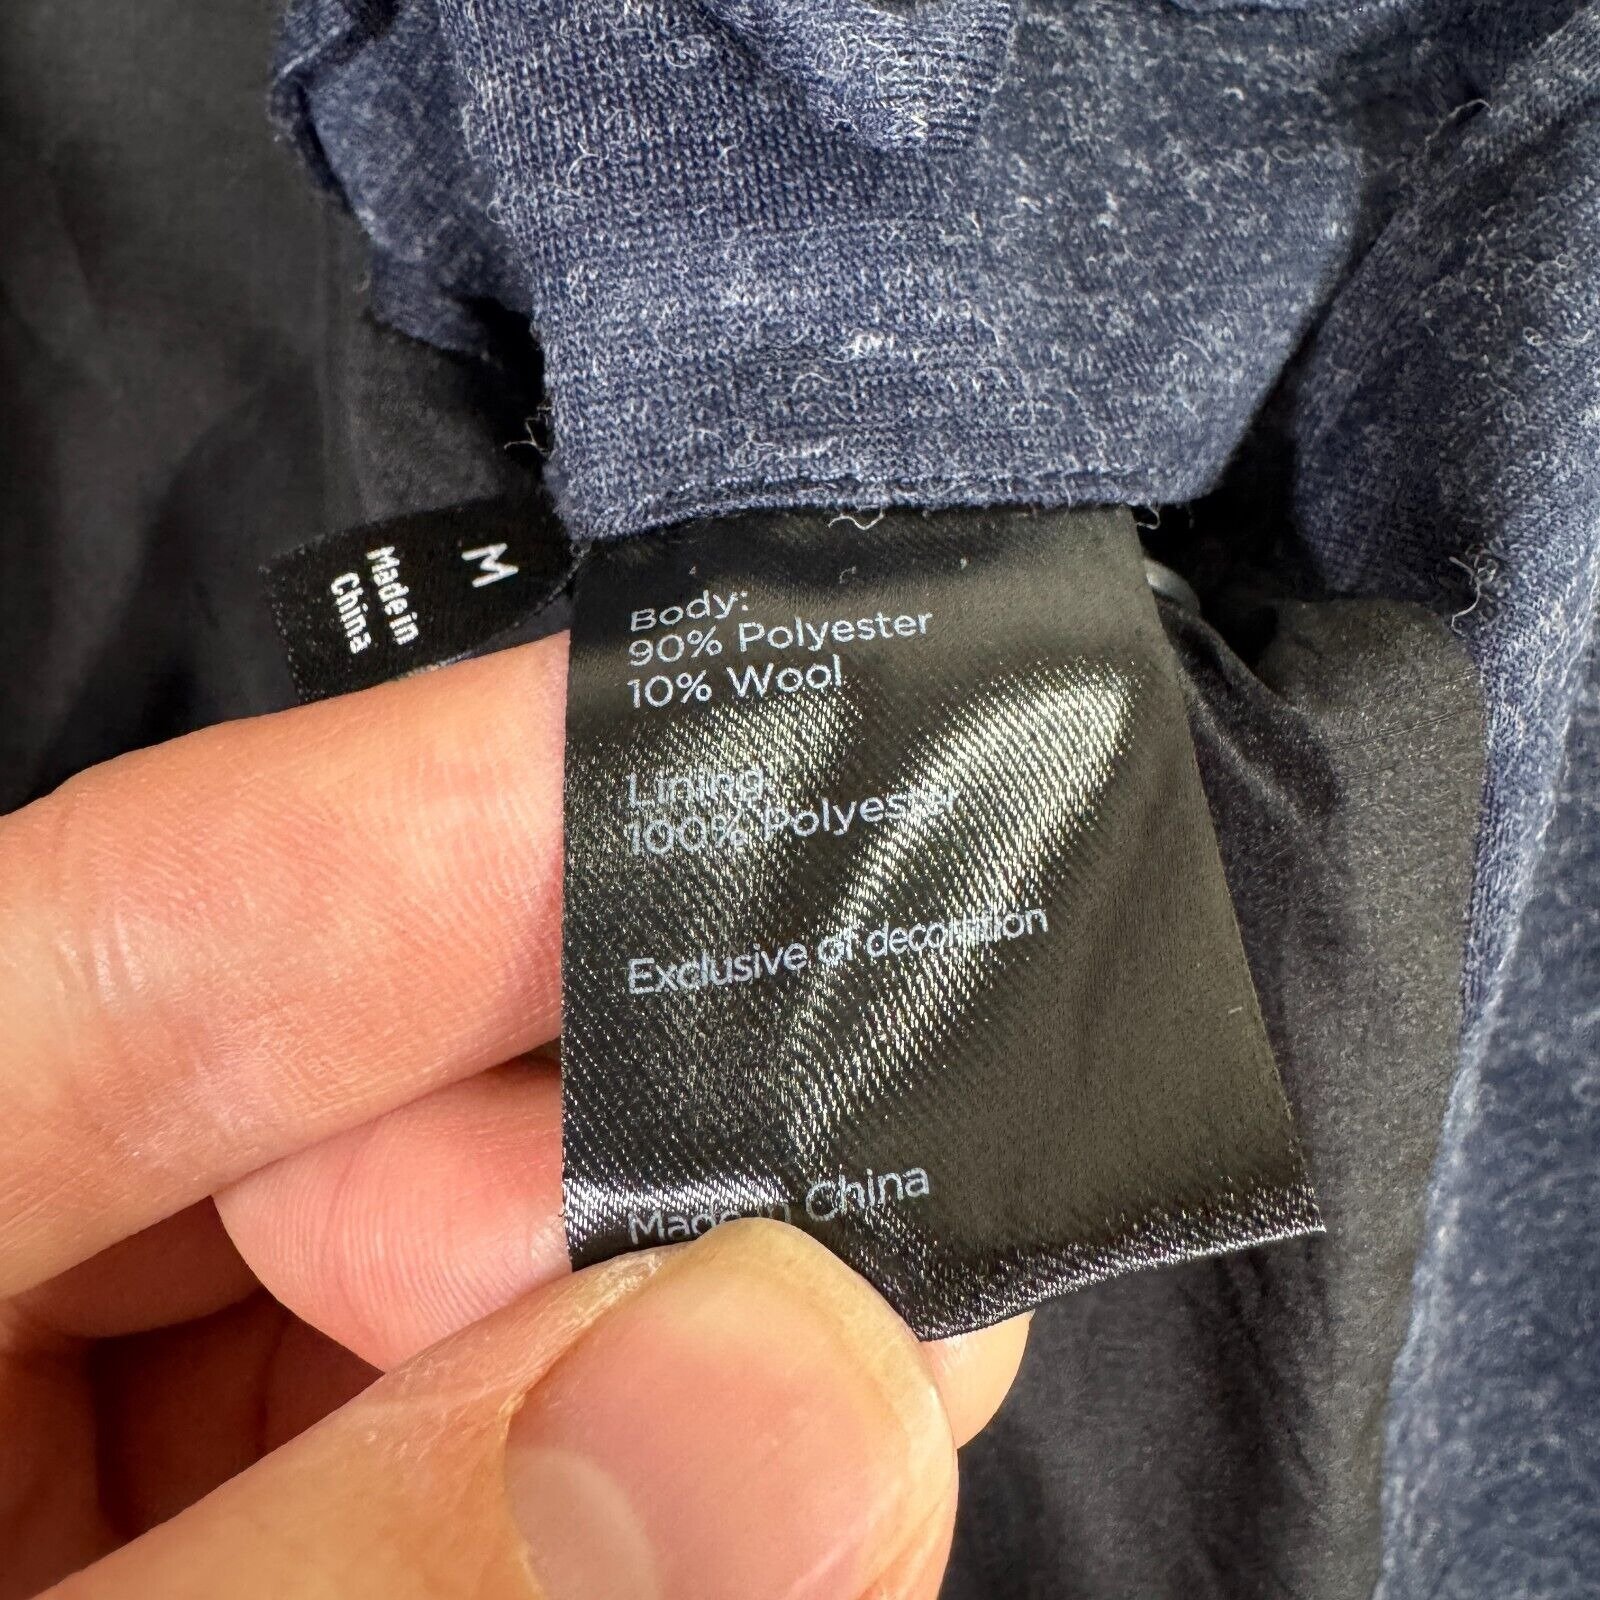 M
Made in
China
Body:
90% Polyester
10% Wool
Lining:
100% Polyester
Exclusive of decoration
Made in China